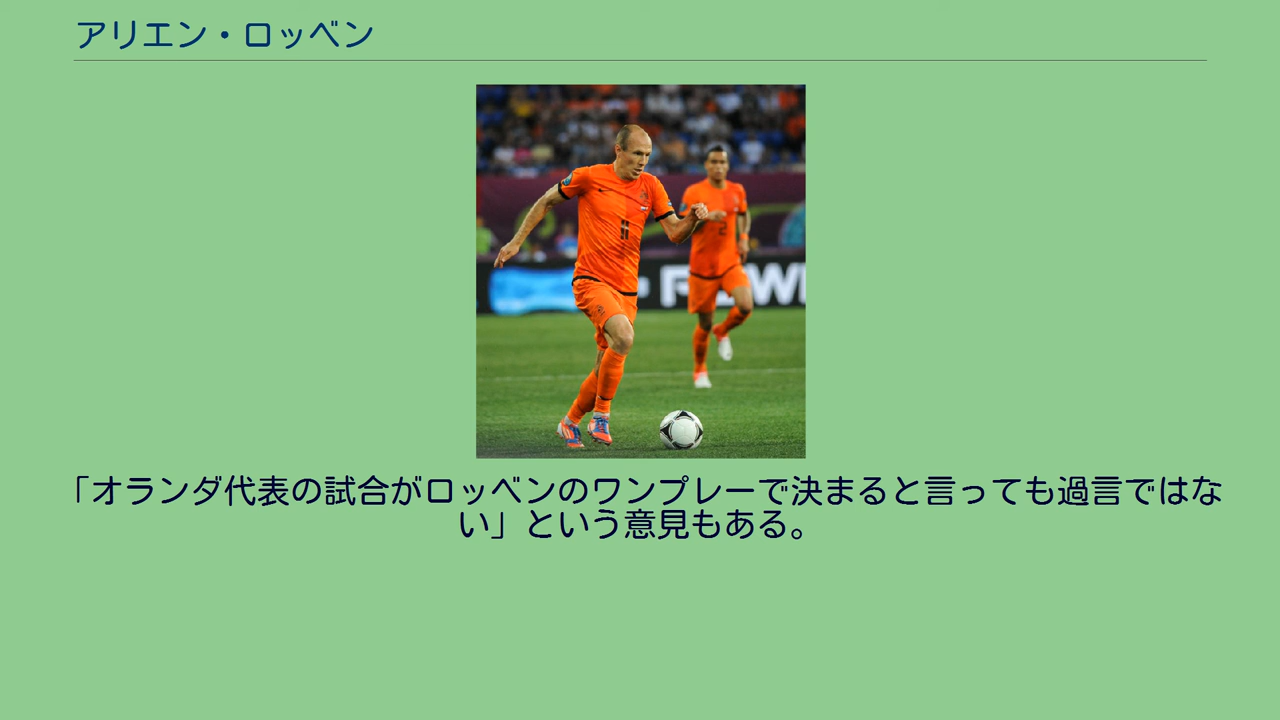 アリエン・ロッベン
11
2
「オランダ代表の試合がロッベンのワンプレーで決まると言っても過言ではな
い」という意見もある。